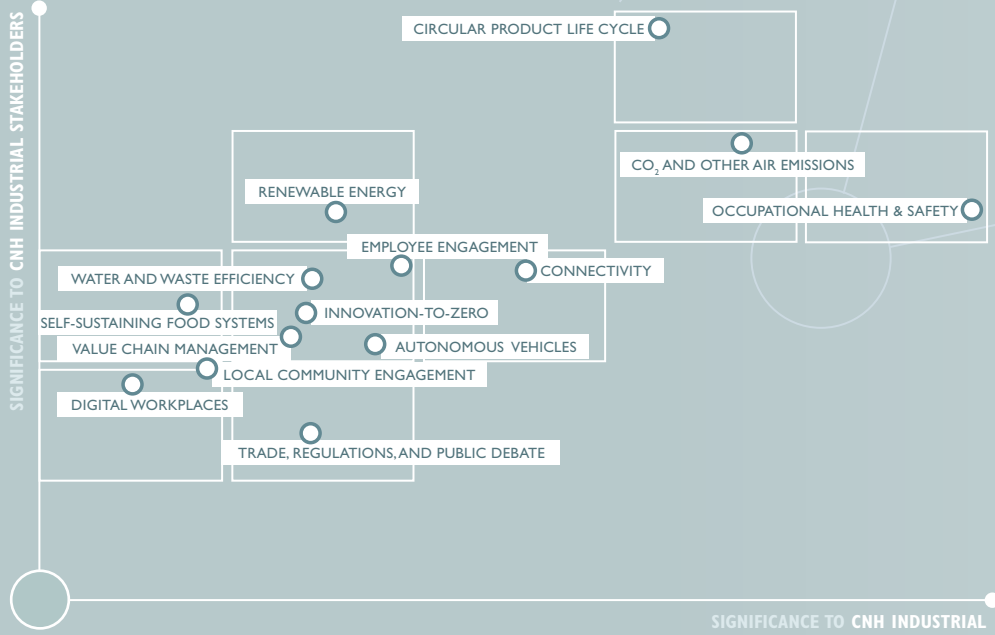 SIGNIFICANCE TO CNH INDUSTRIAL STAKEHOLDERS
CIRCULAR PRODUCT LIFE CYCLE
CO₂ AND OTHER AIR EMISSIONS
RENEWABLE ENERGY
OCCUPATIONAL HEALTH & SAFETY
EMPLOYEE ENGAGEMENT
WATER AND WASTE EFFICIENCY
CONNECTIVITY
INNOVATION-TO-ZERO
SELF-SUSTAINING FOOD SYSTEMS
VALUE CHAIN MANAGEMENT
AUTONOMOUS VEHICLES
LOCAL COMMUNITY ENGAGEMENT
DIGITAL WORKPLACES
TRADE, REGULATIONS, AND PUBLIC DEBATE
SIGNIFICANCE TO CNH INDUSTRIAL